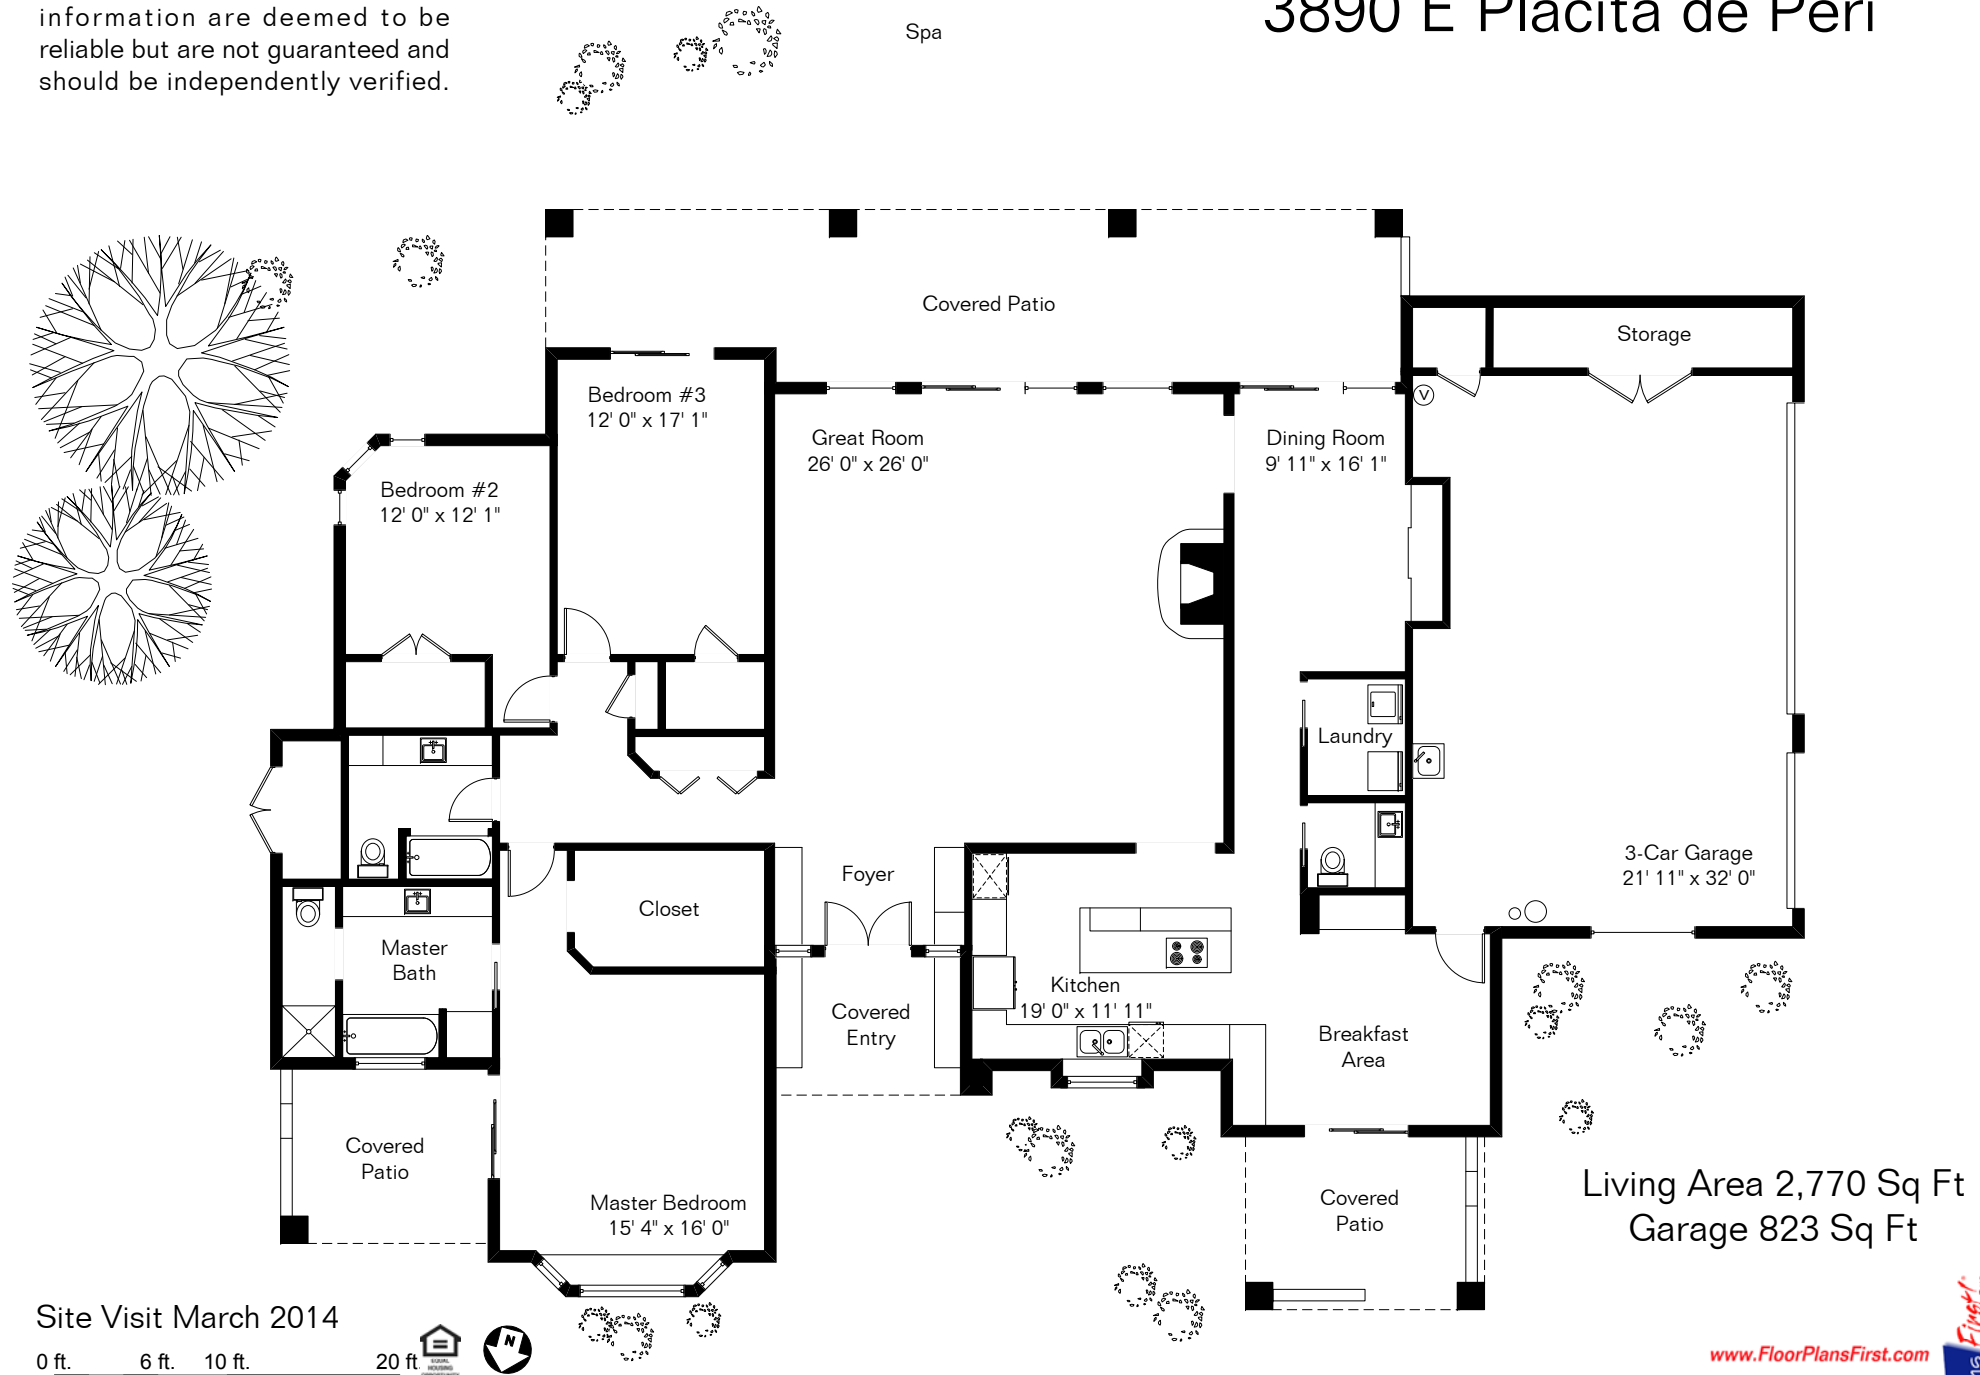 information are deemed to be
reliable but are not guaranteed and
should be independently verified.
Spa
3890 E Placita de Peri
Covered Patio
Storage
Bedroom #3
12' 0" x 17' 1"
V
Great Room
26' 0" x 26' 0"
Dining Room
9' 11" x 16' 1"
Bedroom #2
12' 0" x 12' 1"
Laundry
3-Car Garage
21' 11" x 32' 0"
Foyer
Closet
Master
Bath
Kitchen
19' 0" x 11' 11"
Covered
Entry
Breakfast
Area
Covered
Patio
Master Bedroom
15' 4" x 16' 0"
Covered
Patio
Living Area 2,770 Sq Ft
Garage 823 Sq Ft
Site Visit March 2014
0 ft. 6 ft. 10 ft. 20 ft
EQUAL
HOUSING
OPPORTUNITY
N
www.FloorPlansFirst.com
First!